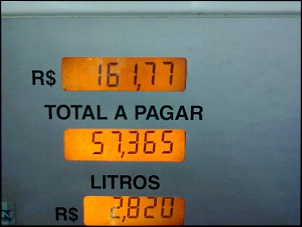 R$ 161,77
TOTAL A PAGAR
57,365
LITROS
R$ 2,820